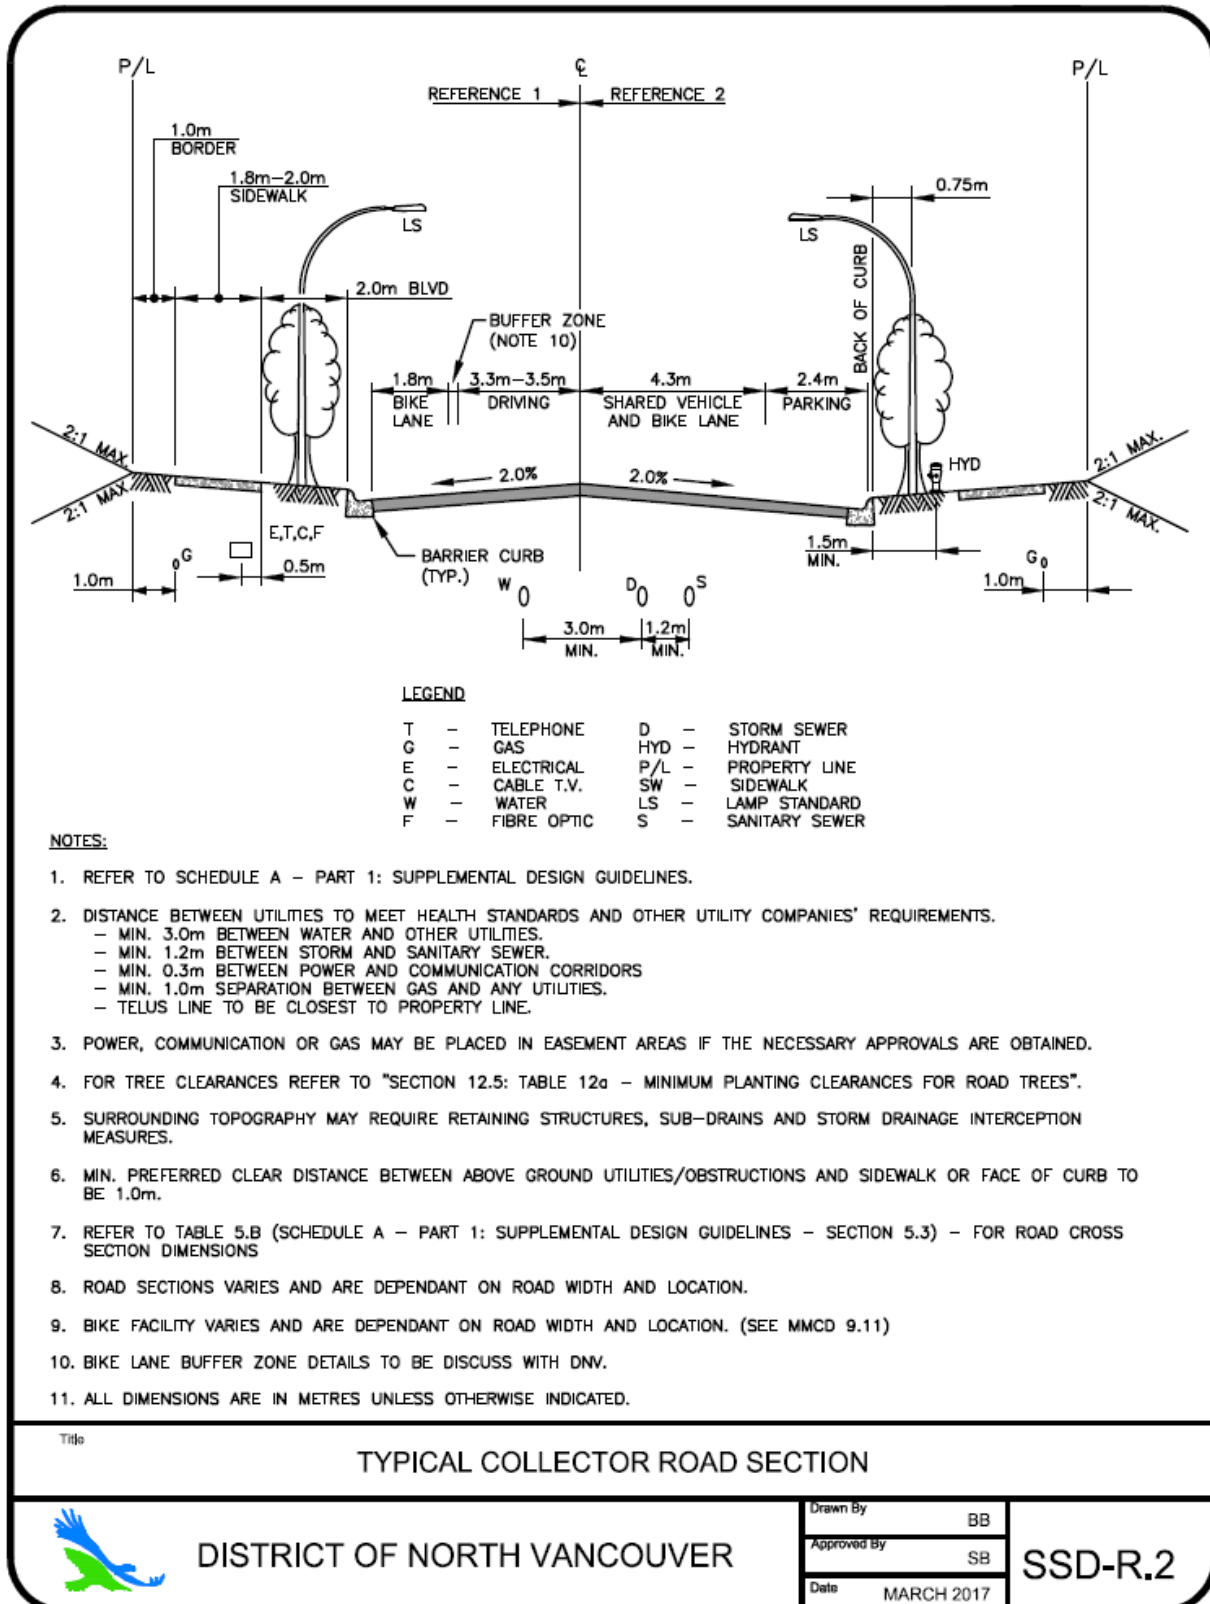 P/L
℄
P/L
REFERENCE 1
REFERENCE 2
1.0m
BORDER
1.8m–2.0m
SIDEWALK
0.75m
LS
LS
BACK OF CURB
2.0m BLVD
BUFFER ZONE
(NOTE 10)
1.8m
BIKE
LANE
3.3m–3.5m
DRIVING
4.3m
SHARED VEHICLE
AND BIKE LANE
2.4m
PARKING
2:1 MAX.
2:1 MAX.
2.0%
2.0%
HYD
2:1 MAX.
2:1 MAX.
E,T,C,F
G
0.5m
1.0m
BARRIER CURB
(TYP.)
W
D
S
3.0m
MIN.
1.2m
MIN.
1.5m
MIN.
G
1.0m
LEGEND
T – TELEPHONE D – STORM SEWER
G – GAS HYD – HYDRANT
E – ELECTRICAL P/L – PROPERTY LINE
C – CABLE T.V. SW – SIDEWALK
W – WATER LS – LAMP STANDARD
F – FIBRE OPTIC S – SANITARY SEWER
NOTES:
1. REFER TO SCHEDULE A – PART 1: SUPPLEMENTAL DESIGN GUIDELINES.
2. DISTANCE BETWEEN UTILITIES TO MEET HEALTH STANDARDS AND OTHER UTILITY COMPANIES' REQUIREMENTS.
– MIN. 3.0m BETWEEN WATER AND OTHER UTILITIES.
– MIN. 1.2m BETWEEN STORM AND SANITARY SEWER.
– MIN. 0.3m BETWEEN POWER AND COMMUNICATION CORRIDORS
– MIN. 1.0m SEPARATION BETWEEN GAS AND ANY UTILITIES.
– TELUS LINE TO BE CLOSEST TO PROPERTY LINE.
3. POWER, COMMUNICATION OR GAS MAY BE PLACED IN EASEMENT AREAS IF THE NECESSARY APPROVALS ARE OBTAINED.
4. FOR TREE CLEARANCES REFER TO "SECTION 12.5: TABLE 12a – MINIMUM PLANTING CLEARANCES FOR ROAD TREES".
5. SURROUNDING TOPOGRAPHY MAY REQUIRE RETAINING STRUCTURES, SUB–DRAINS AND STORM DRAINAGE INTERCEPTION
MEASURES.
6. MIN. PREFERRED CLEAR DISTANCE BETWEEN ABOVE GROUND UTILITIES/OBSTRUCTIONS AND SIDEWALK OR FACE OF CURB TO
BE 1.0m.
7. REFER TO TABLE 5.B (SCHEDULE A – PART 1: SUPPLEMENTAL DESIGN GUIDELINES – SECTION 5.3) – FOR ROAD CROSS
SECTION DIMENSIONS
8. ROAD SECTIONS VARIES AND ARE DEPENDANT ON ROAD WIDTH AND LOCATION.
9. BIKE FACILITY VARIES AND ARE DEPENDANT ON ROAD WIDTH AND LOCATION. (SEE MMCD 9.11)
10. BIKE LANE BUFFER ZONE DETAILS TO BE DISCUSS WITH DNV.
11. ALL DIMENSIONS ARE IN METRES UNLESS OTHERWISE INDICATED.
Title
TYPICAL COLLECTOR ROAD SECTION
DISTRICT OF NORTH VANCOUVER
Drawn By
BB
Approved By
SB
Date
MARCH 2017
SSD-R.2